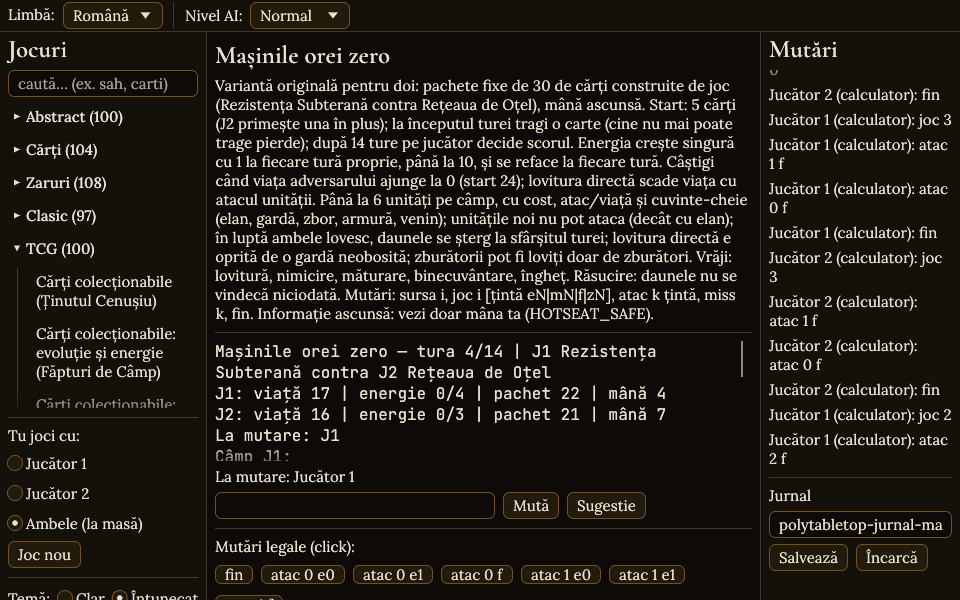 Limbă: Română ▼ Nivel AI: Normal ▼
Jocuri
caută... (ex. sah, carti)
▸ Abstract (100)
▸ Cărți (104)
▸ Zaruri (108)
▸ Clasic (97)
▾ TCG (100)
Cărți colecționabile
(Ținutul Cenușiu)
Cărți colecționabile:
evoluție și energie
(Făpturi de Câmp)
Cărți colecționabile:
Tu joci cu:
Jucător 1
Jucător 2
Ambele (la masă)
Joc nou
Temă: Clar Întunecat
Mașinile orei zero
Variantă originală pentru doi: pachete fixe de 30 de cărți construite de joc
(Rezistența Subterană contra Rețeaua de Oțel), mână ascunsă. Start: 5 cărți
(J2 primește una în plus); la începutul turei tragi o carte (cine nu mai poate
trage pierde); după 14 ture pe jucător decide scorul. Energia crește singură
cu 1 la fiecare tură proprie, până la 10, și se reface la fiecare tură. Câștigi
când viața adversarului ajunge la 0 (start 24); lovitura directă scade viața cu
atacul unității. Până la 6 unități pe câmp, cu cost, atac/viață și cuvinte-cheie
(elan, gardă, zbor, armură, venin); unitățile noi nu pot ataca (decât cu elan);
în luptă ambele lovesc, daunele se șterg la sfârșitul turei; lovitura directă e
oprită de o gardă neobosită; zburătorii pot fi loviți doar de zburători. Vrăji:
lovitură, nimicire, măturare, binecuvântare, îngheț. Răsucire: daunele nu se
vindecă niciodată. Mutări: sursa i, joc i [țintă eN|mN|f|zN], atac k țintă, miss
k, fin. Informație ascunsă: vezi doar mâna ta (HOTSEAT_SAFE).
Mașinile orei zero — tura 4/14 | J1 Rezistența
Subterană contra J2 Rețeaua de Oțel
J1: viață 17 | energie 0/4 | pachet 22 | mână 4
J2: viață 16 | energie 0/3 | pachet 21 | mână 7
La mutare: J1
Câmp J1:
La mutare: Jucător 1
Mută Sugestie
Mutări legale (click):
fin atac 0 e0 atac 0 e1 atac 0 f atac 1 e0 atac 1 e1
Mutări
0
Jucător 2 (calculator): fin
Jucător 1 (calculator): joc 3
Jucător 1 (calculator): atac
1 f
Jucător 1 (calculator): atac
0 f
Jucător 1 (calculator): fin
Jucător 2 (calculator): joc
3
Jucător 2 (calculator):
atac 1 f
Jucător 2 (calculator):
atac 0 f
Jucător 2 (calculator): fin
Jucător 1 (calculator): joc 2
Jucător 1 (calculator): atac
2 f
Jurnal
polytabletop-jurnal-ma
Salvează Încarcă